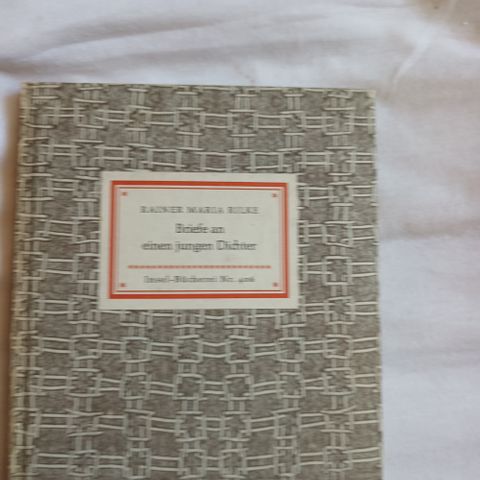 RAINER MARIA RILKE
Briefe an
einen jungen Dichter
Insel-Bücherei Nr. 406